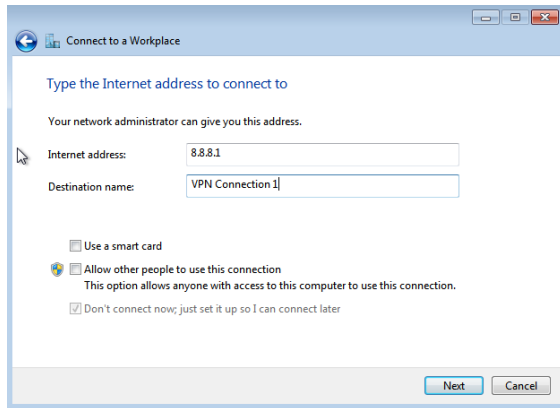 Connect to a Workplace
Type the Internet address to connect to
Your network administrator can give you this address.
Internet address: 8.8.8.1
Destination name: VPN Connection 1
Use a smart card
Allow other people to use this connection
This option allows anyone with access to this computer to use this connection.
Don't connect now; just set it up so I can connect later
Next Cancel